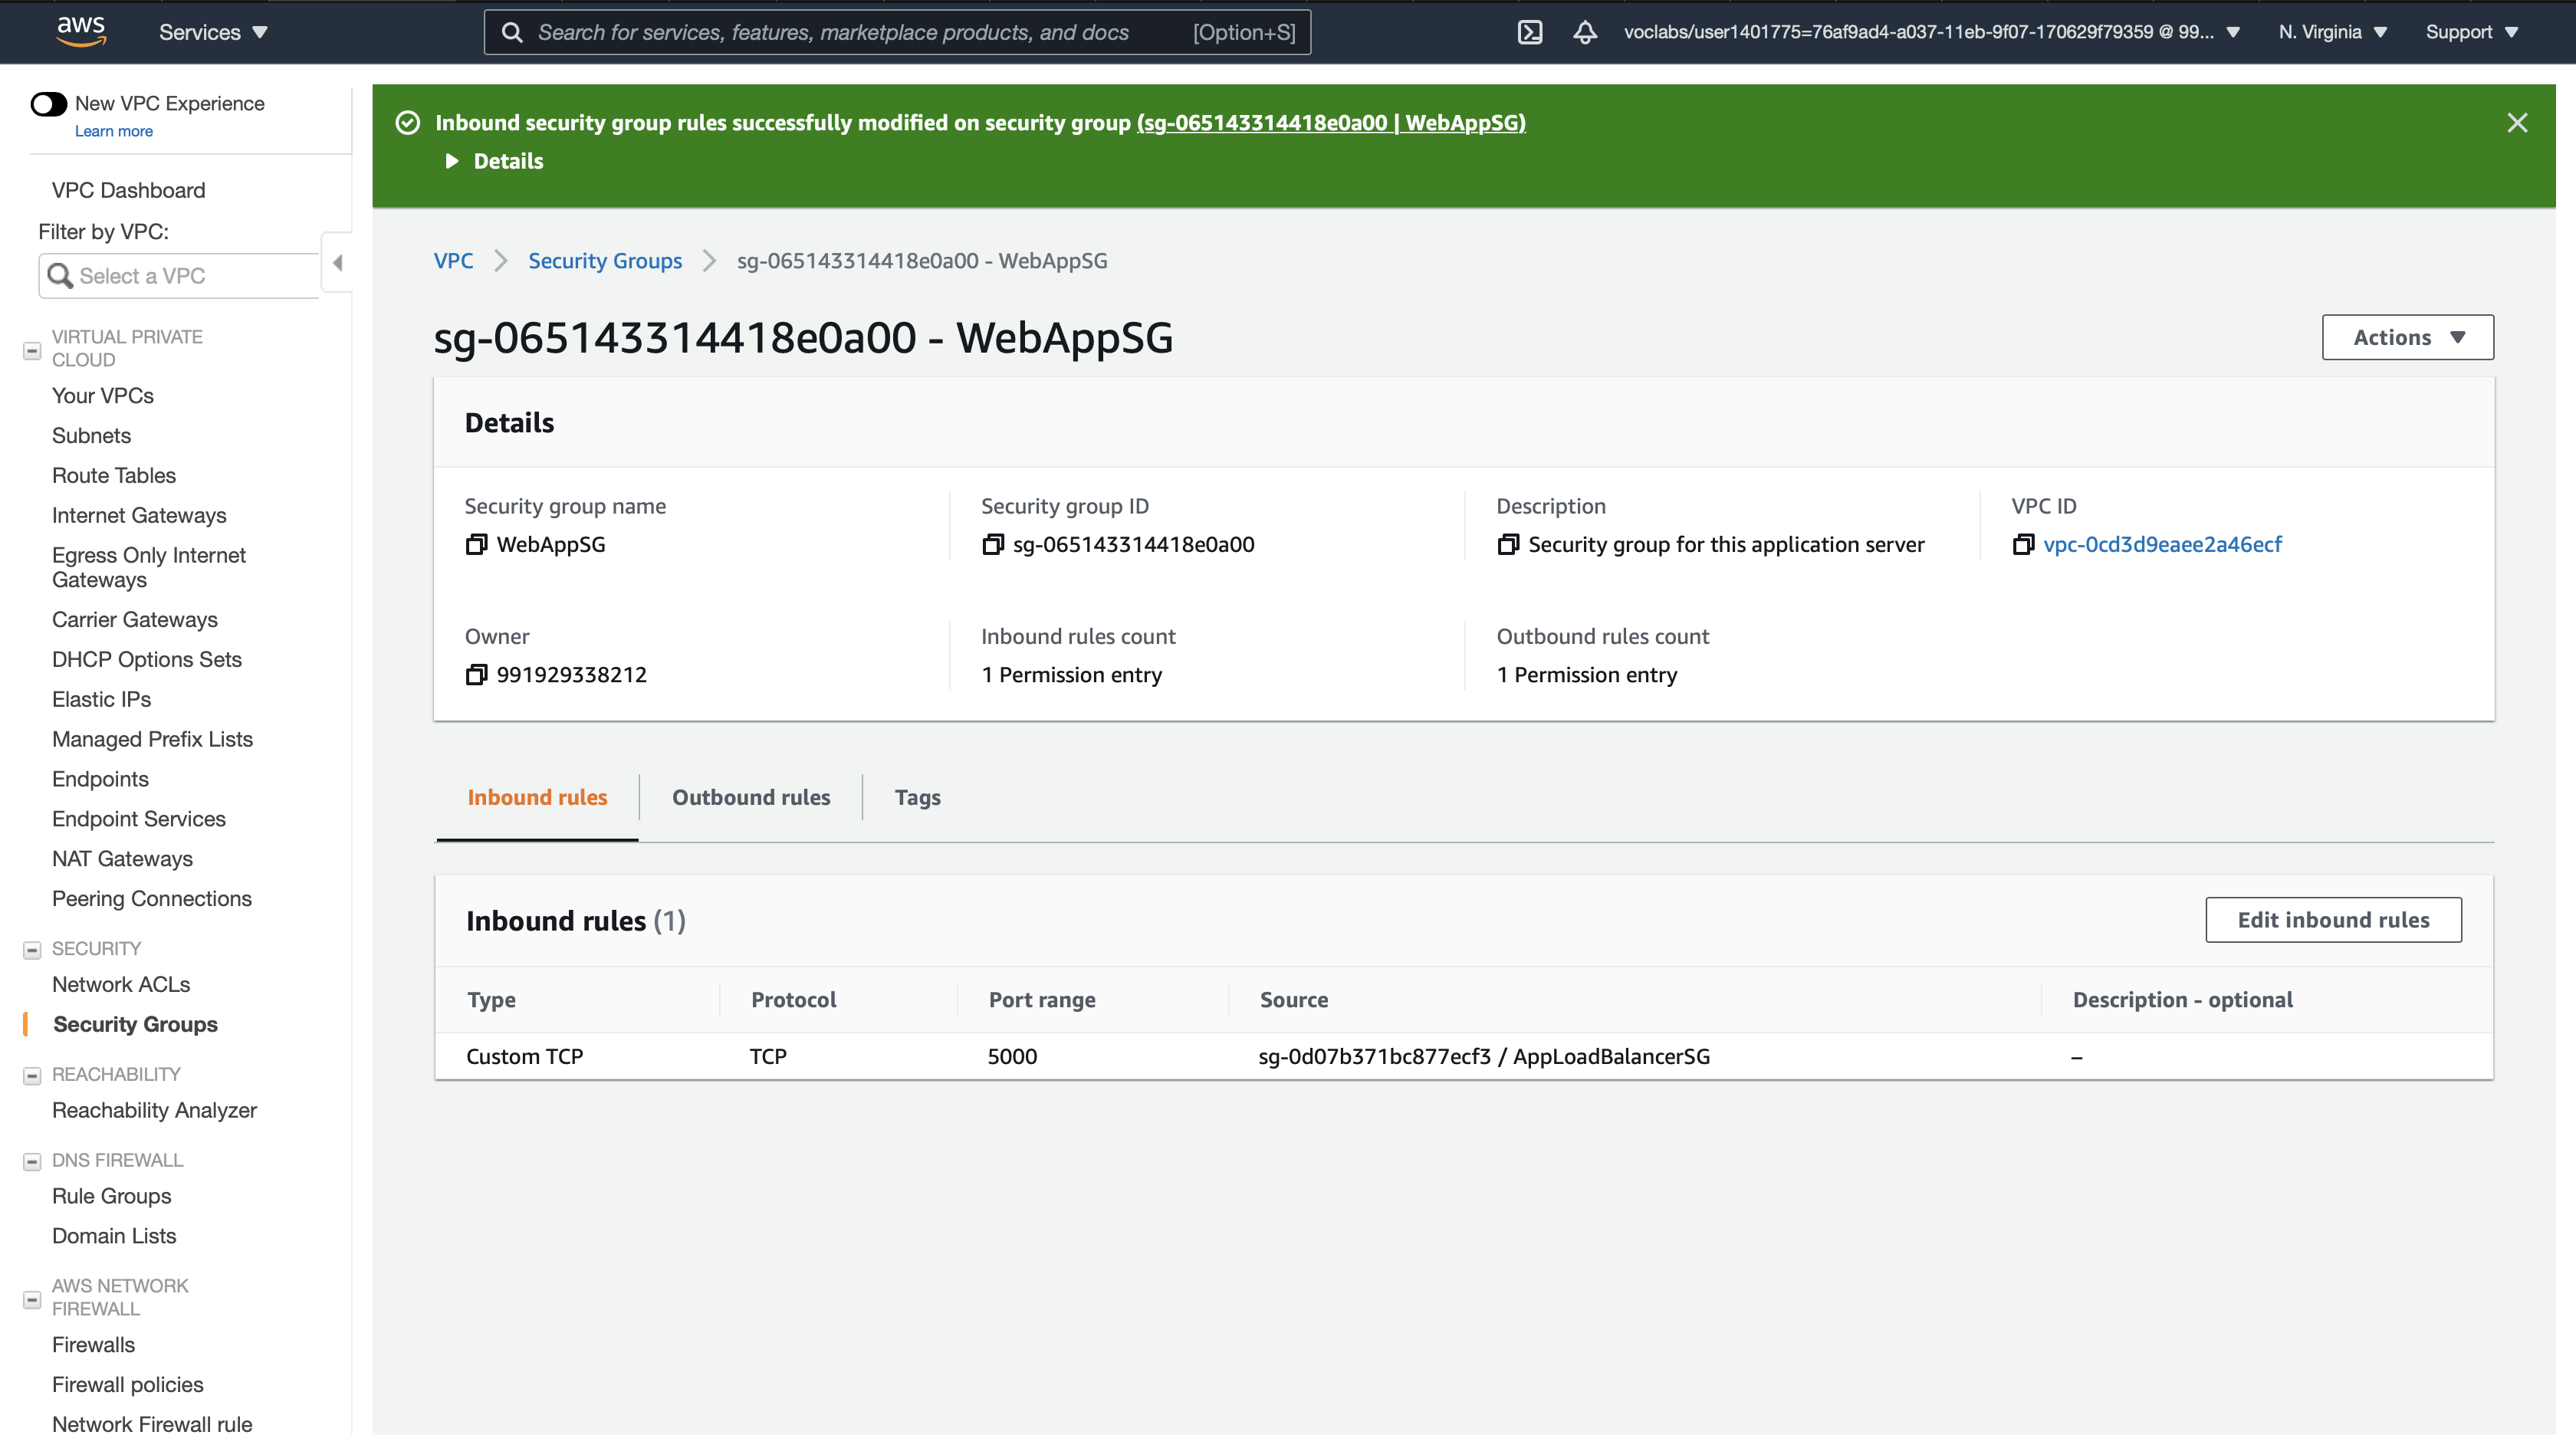 aws
Services
Search for services, features, marketplace products, and docs [Option+S]
voclabs/user1401775=76af9ad4-a037-11eb-9f07-170629f79359 @ 99...
N. Virginia
Support
New VPC Experience
Learn more
VPC Dashboard
Filter by VPC:
Select a VPC
VIRTUAL PRIVATE
CLOUD
Your VPCs
Subnets
Route Tables
Internet Gateways
Egress Only Internet
Gateways
Carrier Gateways
DHCP Options Sets
Elastic IPs
Managed Prefix Lists
Endpoints
Endpoint Services
NAT Gateways
Peering Connections
SECURITY
Network ACLs
Security Groups
REACHABILITY
Reachability Analyzer
DNS FIREWALL
Rule Groups
Domain Lists
AWS NETWORK
FIREWALL
Firewalls
Firewall policies
Network Firewall rule
Inbound security group rules successfully modified on security group (sg-065143314418e0a00 | WebAppSG)
Details
VPC
Security Groups
sg-065143314418e0a00 - WebAppSG
sg-065143314418e0a00 - WebAppSG
Actions
Details
Security group name
WebAppSG
Security group ID
sg-065143314418e0a00
Description
Security group for this application server
VPC ID
vpc-0cd3d9eaee2a46ecf
Owner
991929338212
Inbound rules count
1 Permission entry
Outbound rules count
1 Permission entry
Inbound rules
Outbound rules
Tags
Inbound rules (1)
Edit inbound rules
Type Protocol Port range Source Description - optional
Custom TCP TCP 5000 sg-0d07b371bc877ecf3 / AppLoadBalancerSG –